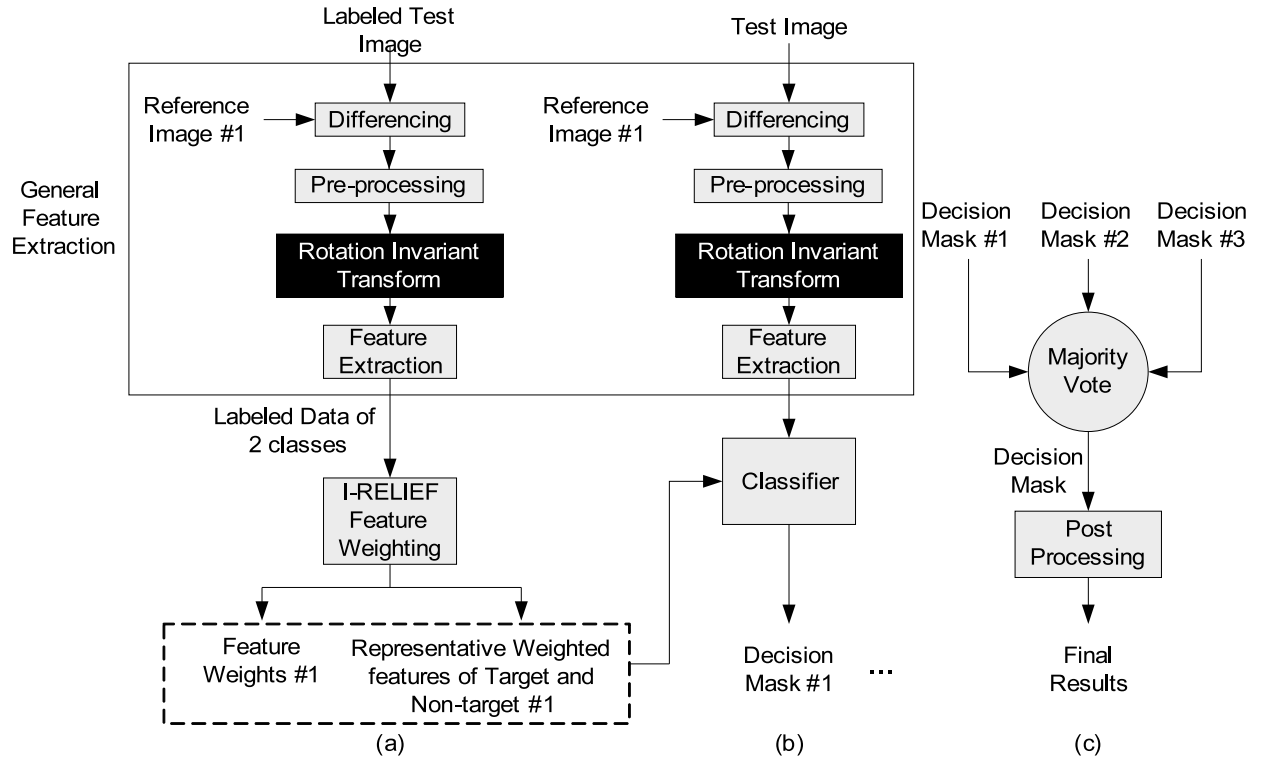 Labeled Test
Image
Test Image
Reference
Image #1
Differencing
Reference
Image #1
Differencing
Pre-processing
Pre-processing
General
Feature
Extraction
Rotation Invariant
Transform
Rotation Invariant
Transform
Feature
Extraction
Feature
Extraction
Decision
Mask #1
Decision
Mask #2
Decision
Mask #3
Majority
Vote
Labeled Data of
2 classes
I-RELIEF
Feature
Weighting
Classifier
Decision
Mask
Post
Processing
Feature
Weights #1
Representative Weighted
features of Target and
Non-target #1
Decision
Mask #1
...
Final
Results
(a)
(b)
(c)